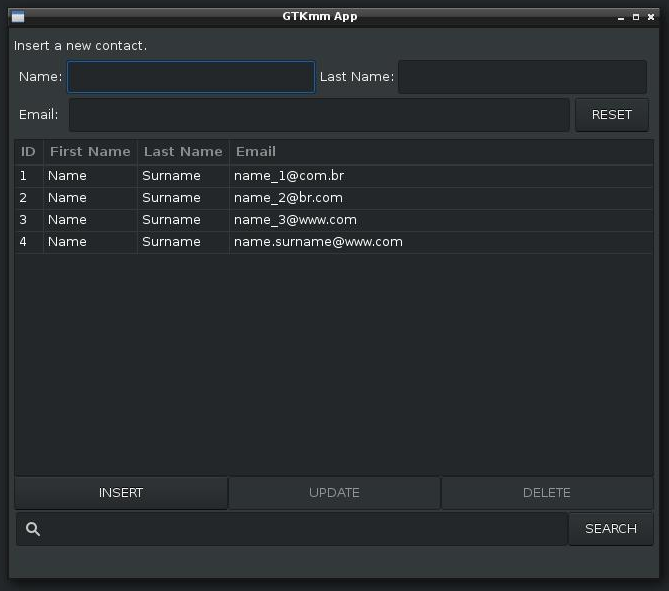 GTKmm App
Insert a new contact.
Name: Last Name:
Email: RESET
ID First Name Last Name Email
1 Name Surname name_1@com.br
2 Name Surname name_2@br.com
3 Name Surname name_3@www.com
4 Name Surname name.surname@www.com
INSERT UPDATE DELETE
SEARCH